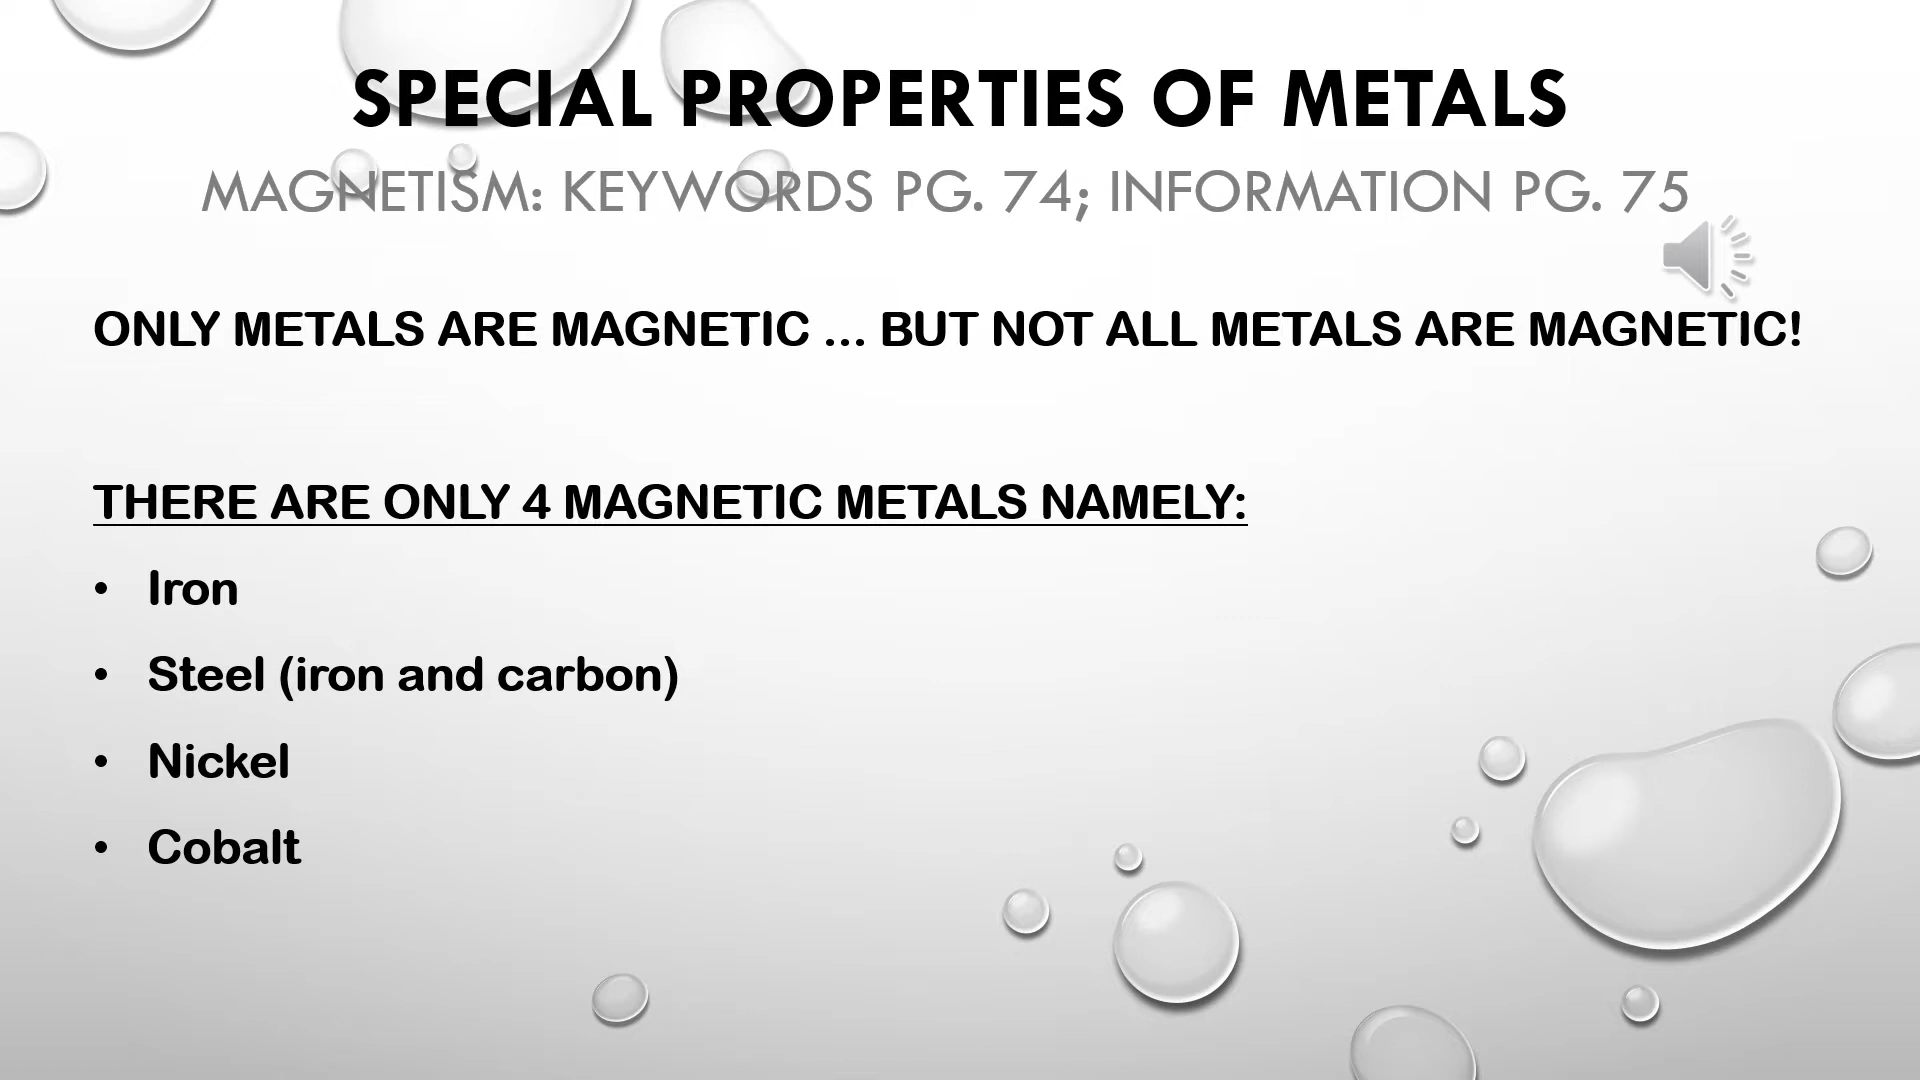 SPECIAL PROPERTIES OF METALS
MAGNETISM: KEYWORDS PG. 74; INFORMATION PG. 75
ONLY METALS ARE MAGNETIC ... BUT NOT ALL METALS ARE MAGNETIC!
THERE ARE ONLY 4 MAGNETIC METALS NAMELY:
• Iron
• Steel (iron and carbon)
• Nickel
• Cobalt